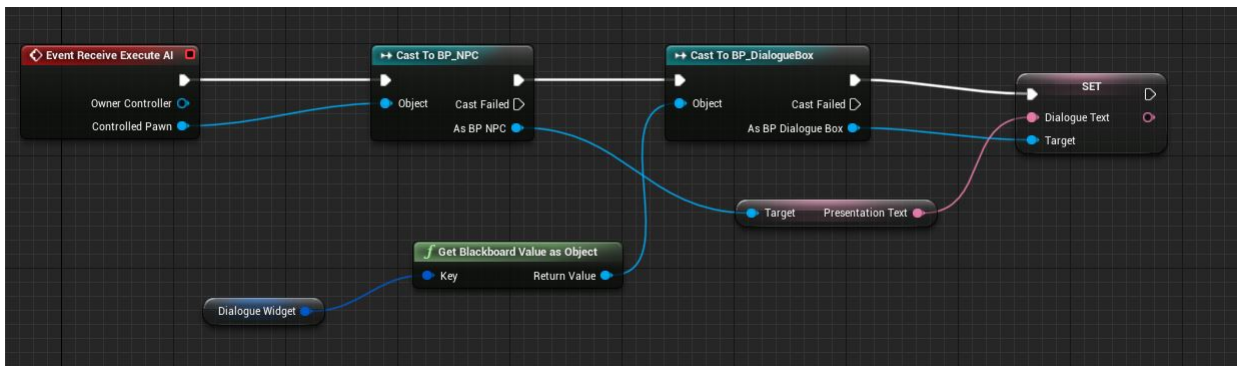 Event Receive Execute AI
Owner Controller
Controlled Pawn
Cast To BP_NPC
Object
Cast Failed
As BP NPC
Cast To BP_DialogueBox
Object
Cast Failed
As BP Dialogue Box
SET
Dialogue Text
Target
Target
Presentation Text
f Get Blackboard Value as Object
Key
Return Value
Dialogue Widget